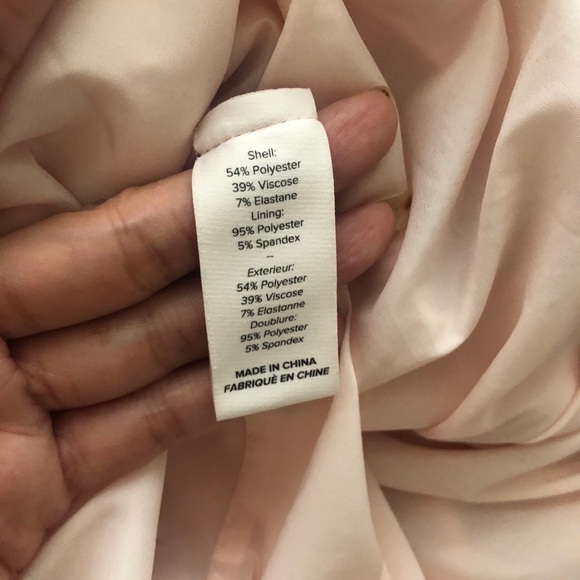 Shell:
54% Polyester
39% Viscose
7% Elastane
Lining:
95% Polyester
5% Spandex
--
Exterieur:
54% Polyester
39% Viscose
7% Elastanne
Doublure:
95% Polyester
5% Spandex
MADE IN CHINA
FABRIQUÉ EN CHINE